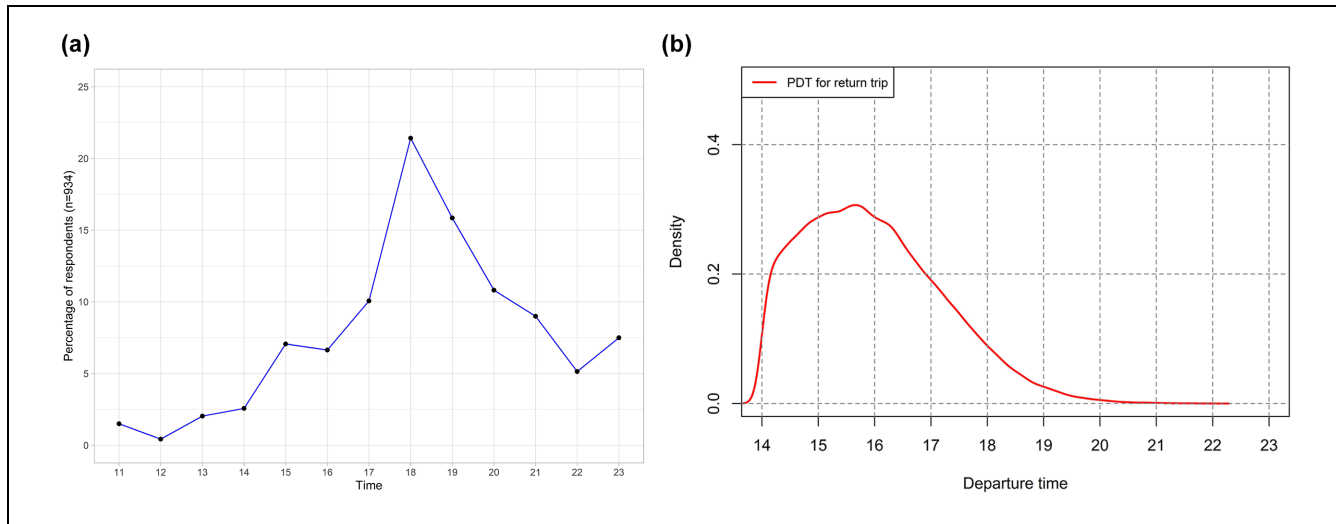 (a)
25
20
15
10
5
0
Percentage of respondents (n=934)
11 12 13 14 15 16 17 18 19 20 21 22 23
Time
(b)
PDT for return trip
0.4
0.2
0.0
Density
14 15 16 17 18 19 20 21 22 23
Departure time